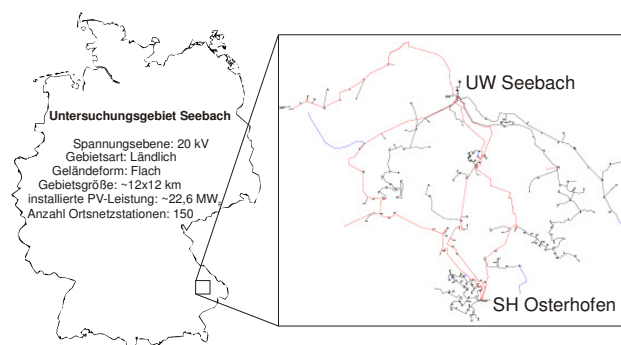 Untersuchungsgebiet Seebach
Spannungsebene: 20 kV
Gebietsart: Ländlich
Geländeform: Flach
Gebietsgröße: ~12x12 km
installierte PV-Leistung: ~22,6 MWp
Anzahl Ortsnetzstationen: 150
UW Seebach
SH Osterhofen